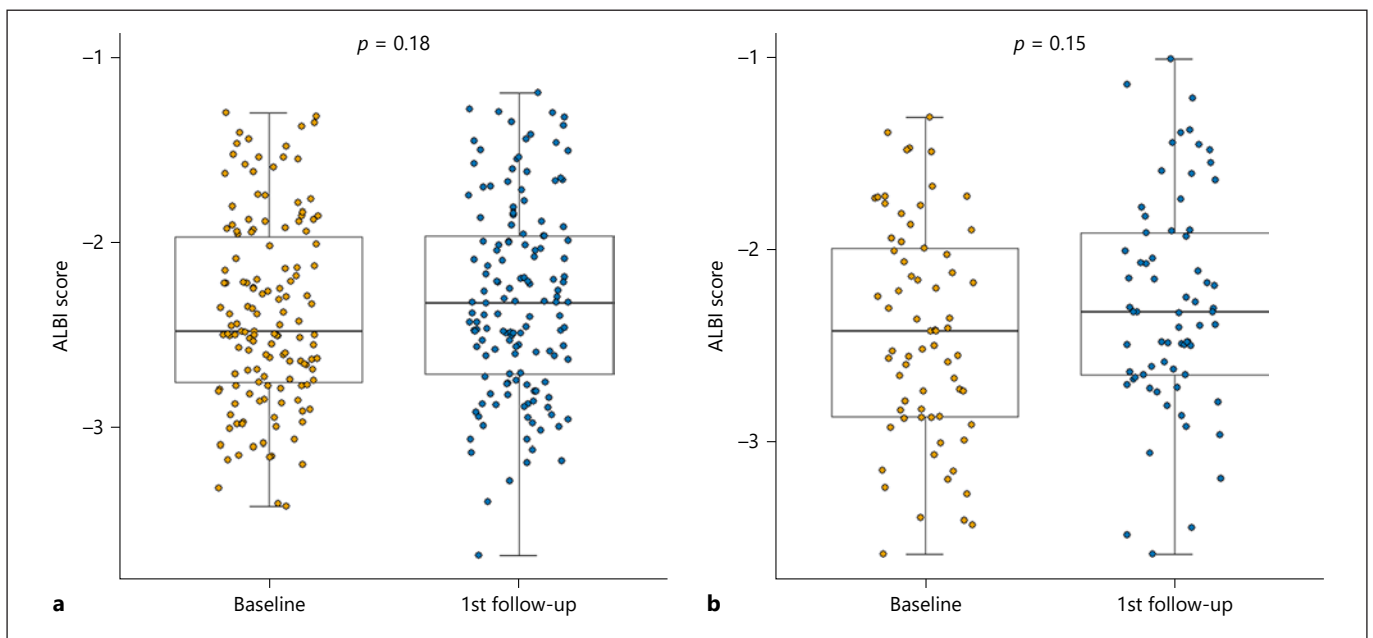 p = 0.18
–1
–2
–3
ALBI score
Baseline
1st follow-up
a
p = 0.15
–1
–2
–3
ALBI score
Baseline
1st follow-up
b